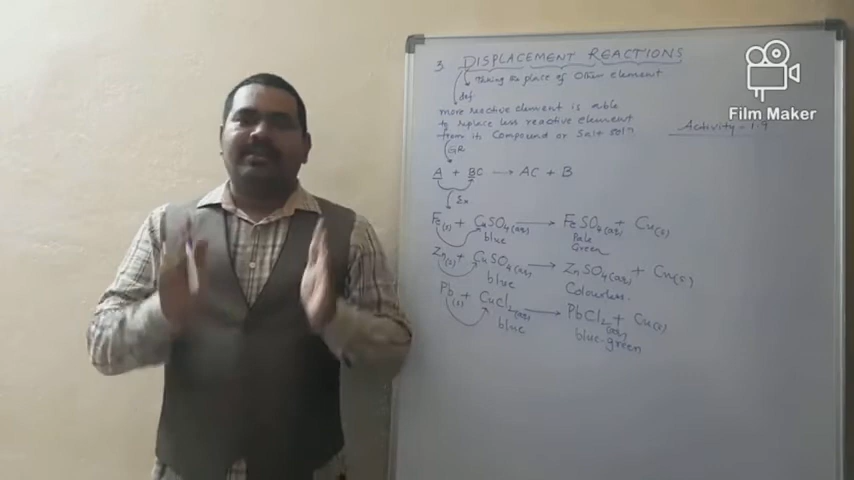 3 DISPLACEMENT REACTIONS
Taking the place of Other element
def
more reactive element is able
to replace less reactive element
from its Compound or Salt solⁿ
Activity - 1.9
GR
A + BC → AC + B
Ex
Fe(s) + CuSO4(aq) → FeSO4(aq) + Cu(s)
blue Pale
Green
Zn(s) + CuSO4(aq) → ZnSO4(aq) + Cu(s)
blue Colourless.
Pb(s) + CuCl2(aq) → PbCl2(aq) + Cu(s)
blue blue-green
Film Maker